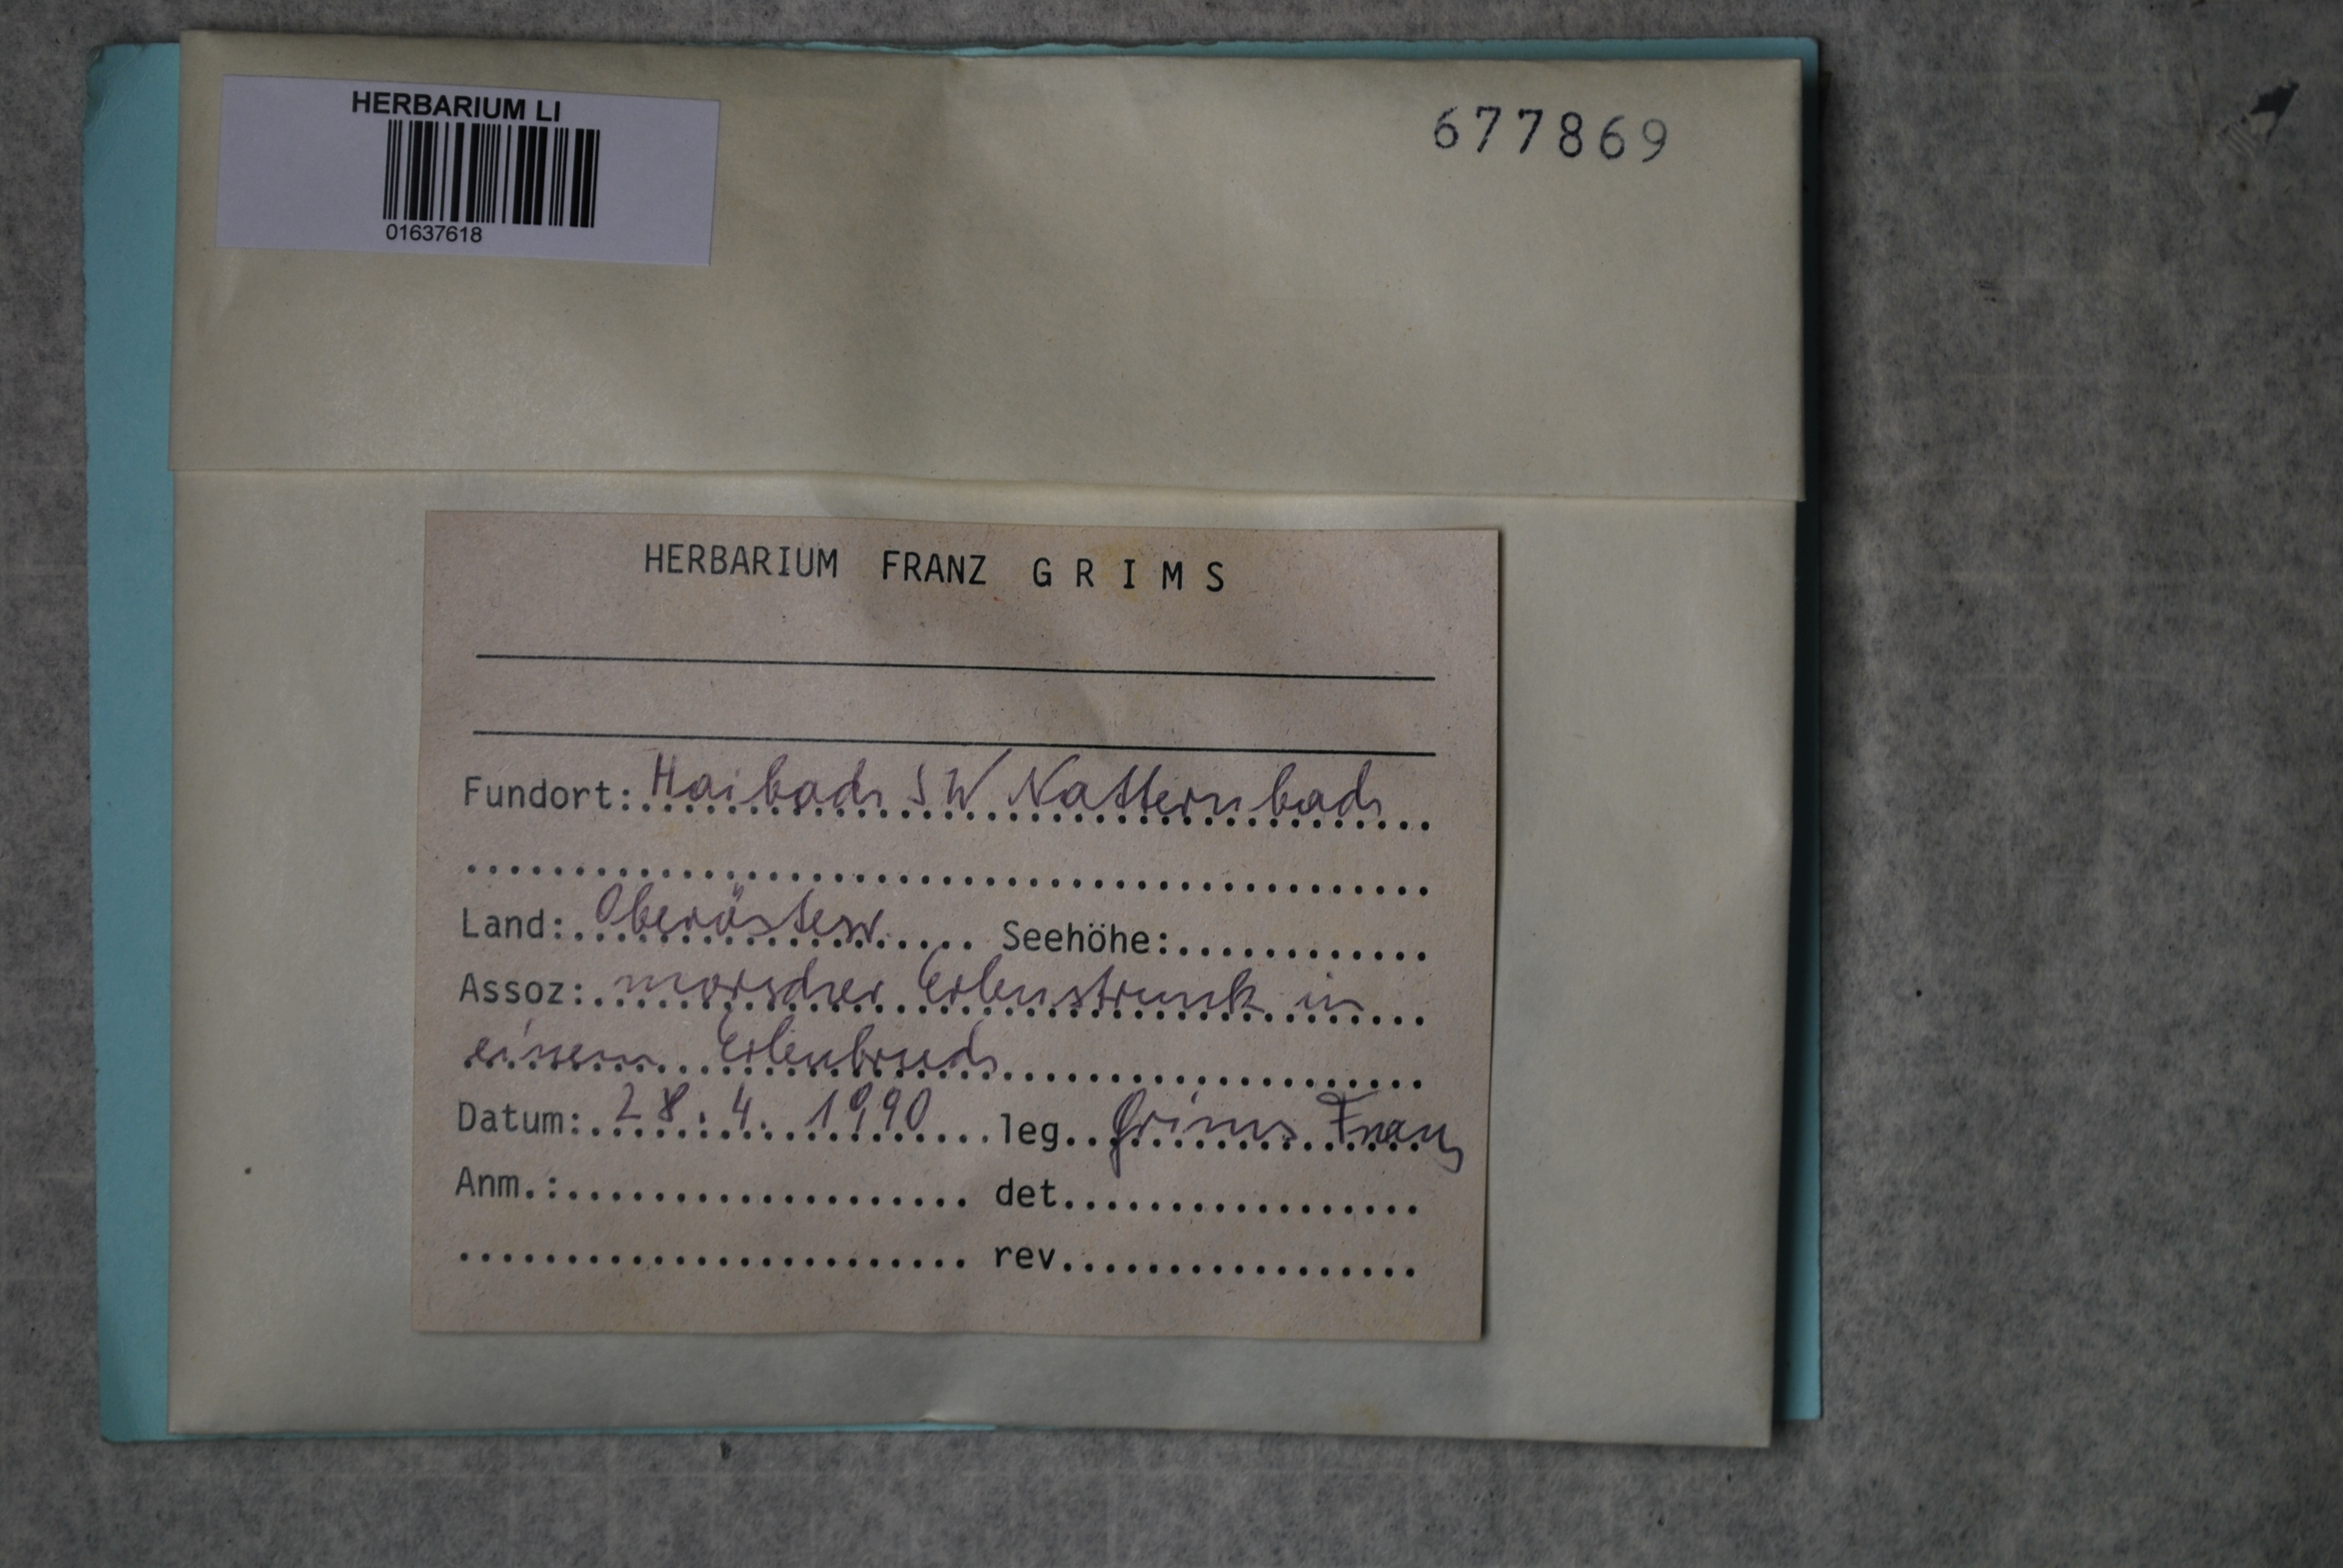 HERBARIUM LI
01637618
677869
HERBARIUM FRANZ GRIMS
Fundort: Haibach SW Natternbach
Land: Oberösterr. Seehöhe:
Assoz: morscher Erlenstrunk in
einem Erlenbruch
Datum: 28. 4. 1990 leg. Grims Franz
Anm.: det.
rev.